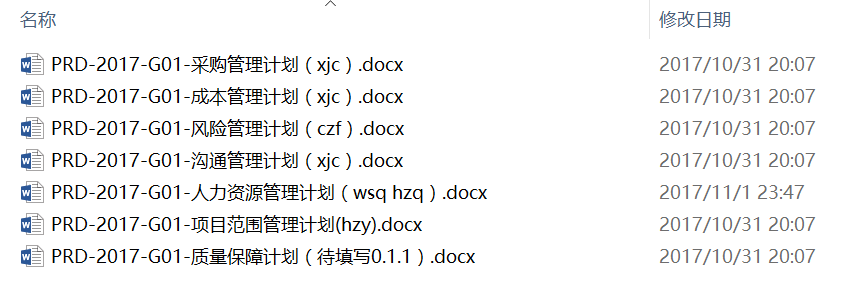 名称 修改日期
PRD-2017-G01-采购管理计划（xjc）.docx 2017/10/31 20:07
PRD-2017-G01-成本管理计划（xjc）.docx 2017/10/31 20:07
PRD-2017-G01-风险管理计划（czf）.docx 2017/10/31 20:07
PRD-2017-G01-沟通管理计划（xjc）.docx 2017/10/31 20:07
PRD-2017-G01-人力资源管理计划（wsq hzq）.docx 2017/11/1 23:47
PRD-2017-G01-项目范围管理计划(hzy).docx 2017/10/31 20:07
PRD-2017-G01-质量保障计划（待填写0.1.1）.docx 2017/10/31 20:07